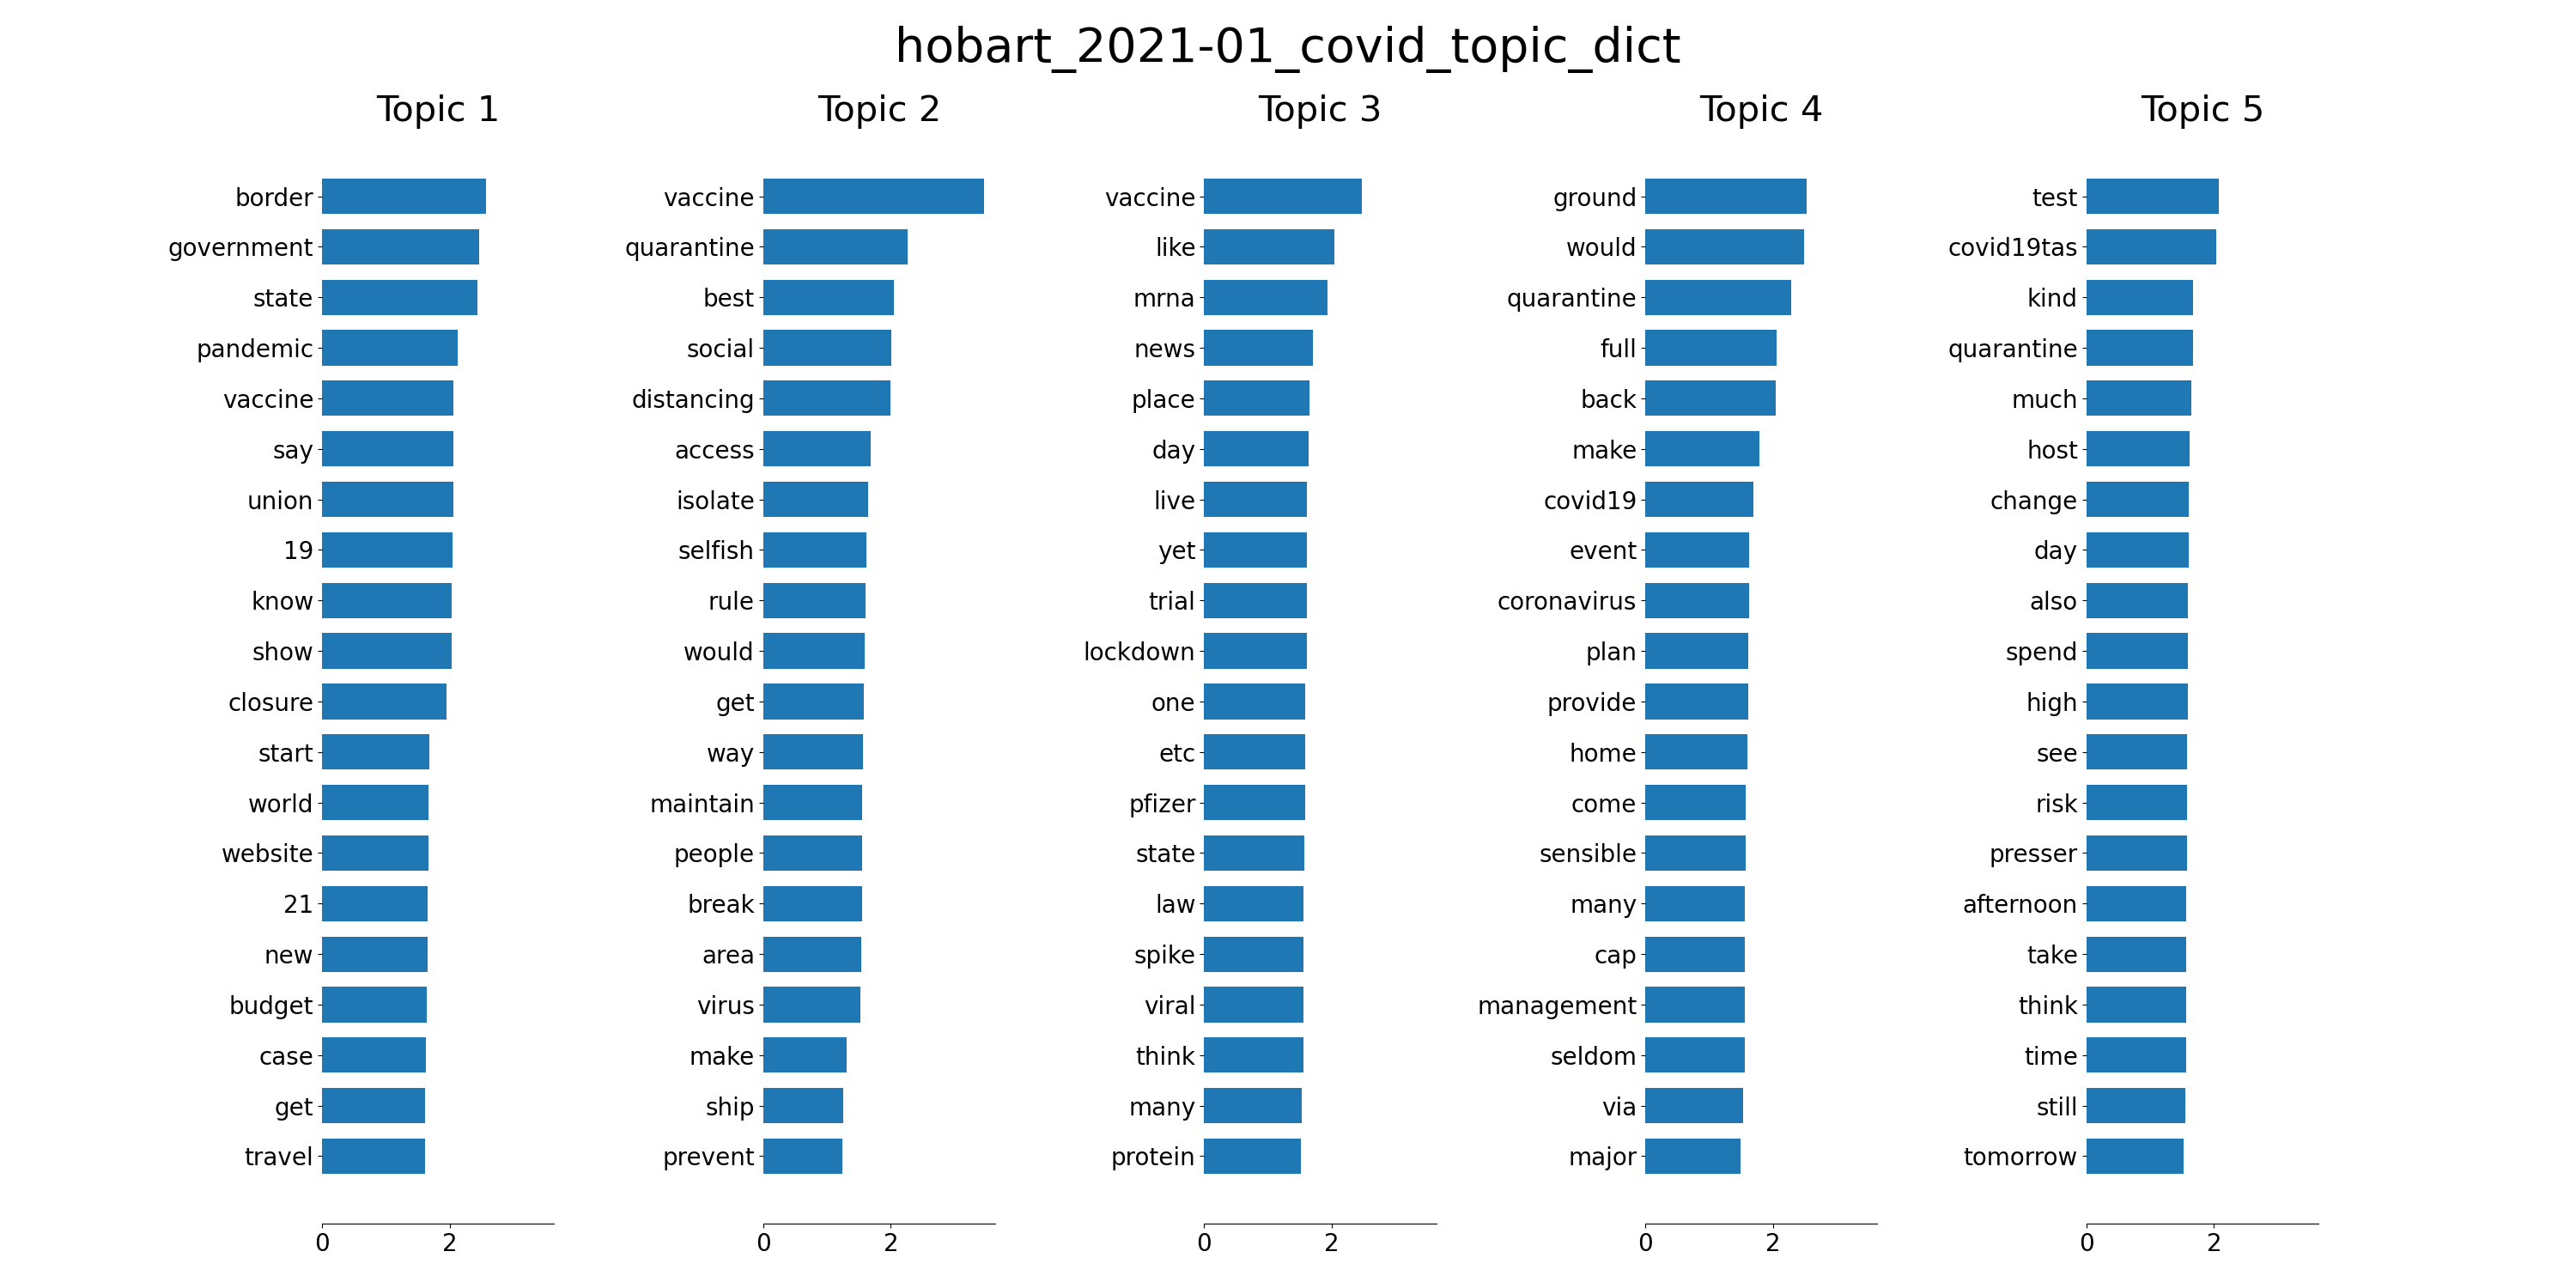 hobart_2021-01_covid_topic_dict
Topic 1
border
government
state
pandemic
vaccine
say
union
19
know
show
closure
start
world
website
21
new
budget
case
get
travel
0 2
Topic 2
vaccine
quarantine
best
social
distancing
access
isolate
selfish
rule
would
get
way
maintain
people
break
area
virus
make
ship
prevent
0 2
Topic 3
vaccine
like
mrna
news
place
day
live
yet
trial
lockdown
one
etc
pfizer
state
law
spike
viral
think
many
protein
0 2
Topic 4
ground
would
quarantine
full
back
make
covid19
event
coronavirus
plan
provide
home
come
sensible
many
cap
management
seldom
via
major
0 2
Topic 5
test
covid19tas
kind
quarantine
much
host
change
day
also
spend
high
see
risk
presser
afternoon
take
think
time
still
tomorrow
0 2